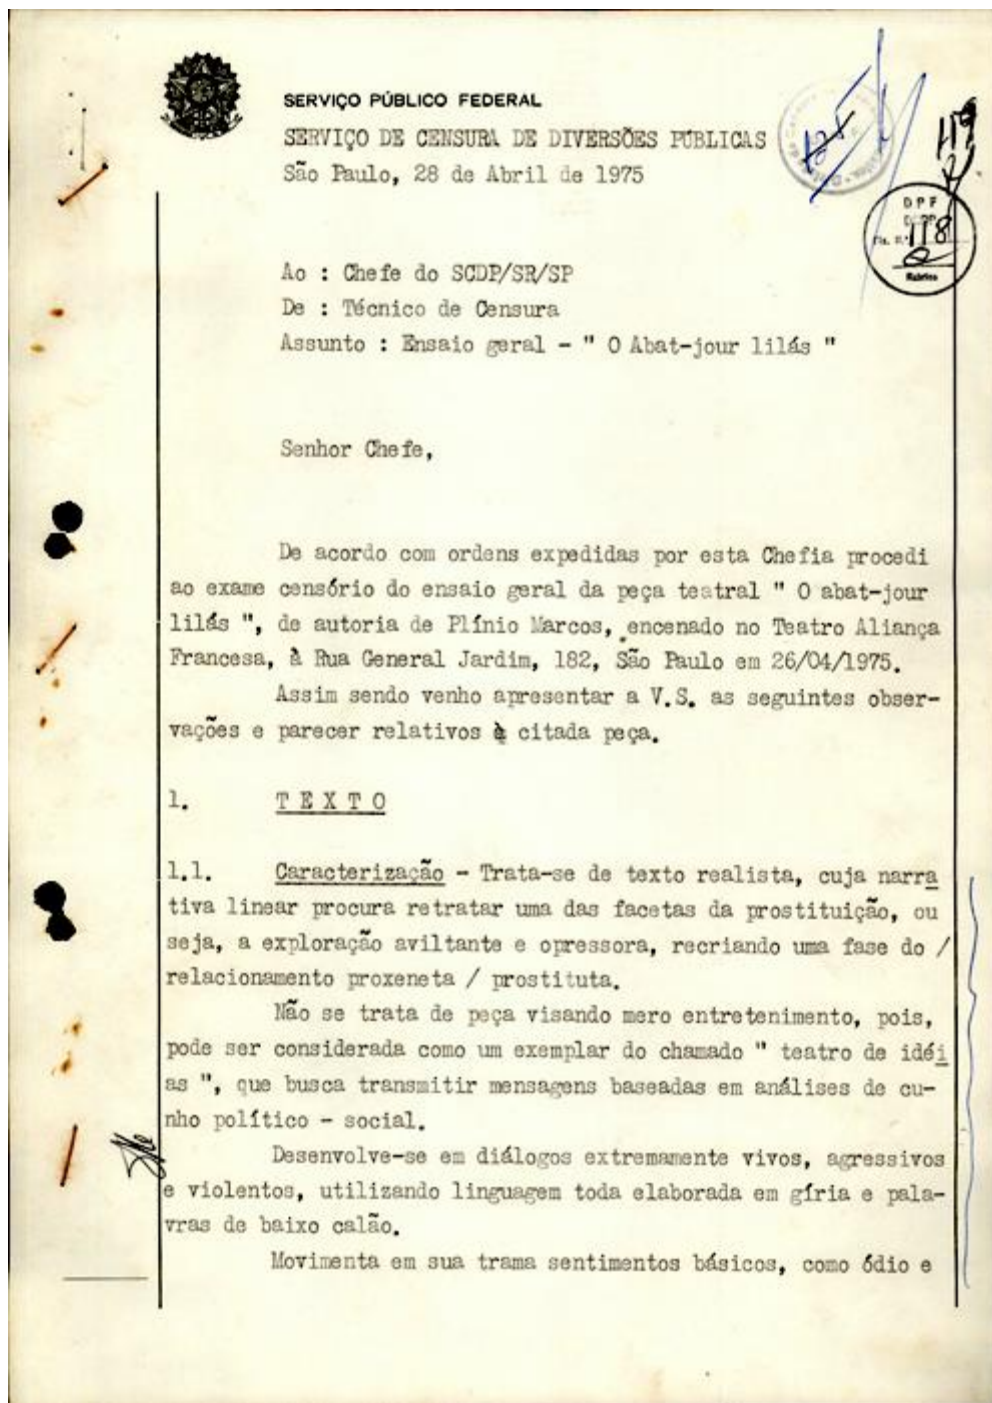 SERVIÇO PÚBLICO FEDERAL
SERVIÇO DE CENSURA DE DIVERSÕES PÚBLICAS
São Paulo, 28 de Abril de 1975
119
DPF
118
Rubrica
Ao : Chefe do SCDP/SR/SP
De : Técnico de Censura
Assunto : Ensaio geral - " O Abat-jour lilás "
Senhor Chefe,
De acordo com ordens expedidas por esta Chefia procedi
ao exame censório do ensaio geral da peça teatral " O abat-jour
lilás ", de autoria de Plínio Marcos, encenado no Teatro Aliança
Francesa, à Rua General Jardim, 182, São Paulo em 26/04/1975.
Assim sendo venho apresentar a V.S. as seguintes obser-
vações e parecer relativos à citada peça.
1. T E X T O
1.1. Caracterização - Trata-se de texto realista, cuja narra
tiva linear procura retratar uma das facetas da prostituição, ou
seja, a exploração aviltante e opressora, recriando uma fase do /
relacionamento proxeneta / prostituta.
Não se trata de peça visando mero entretenimento, pois,
pode ser considerada como um exemplar do chamado " teatro de idéi
as ", que busca transmitir mensagens baseadas em análises de cu-
nho político - social.
Desenvolve-se em diálogos extremamente vivos, agressivos
e violentos, utilizando linguagem toda elaborada em gíria e pala-
vras de baixo calão.
Movimenta em sua trama sentimentos básicos, como ódio e